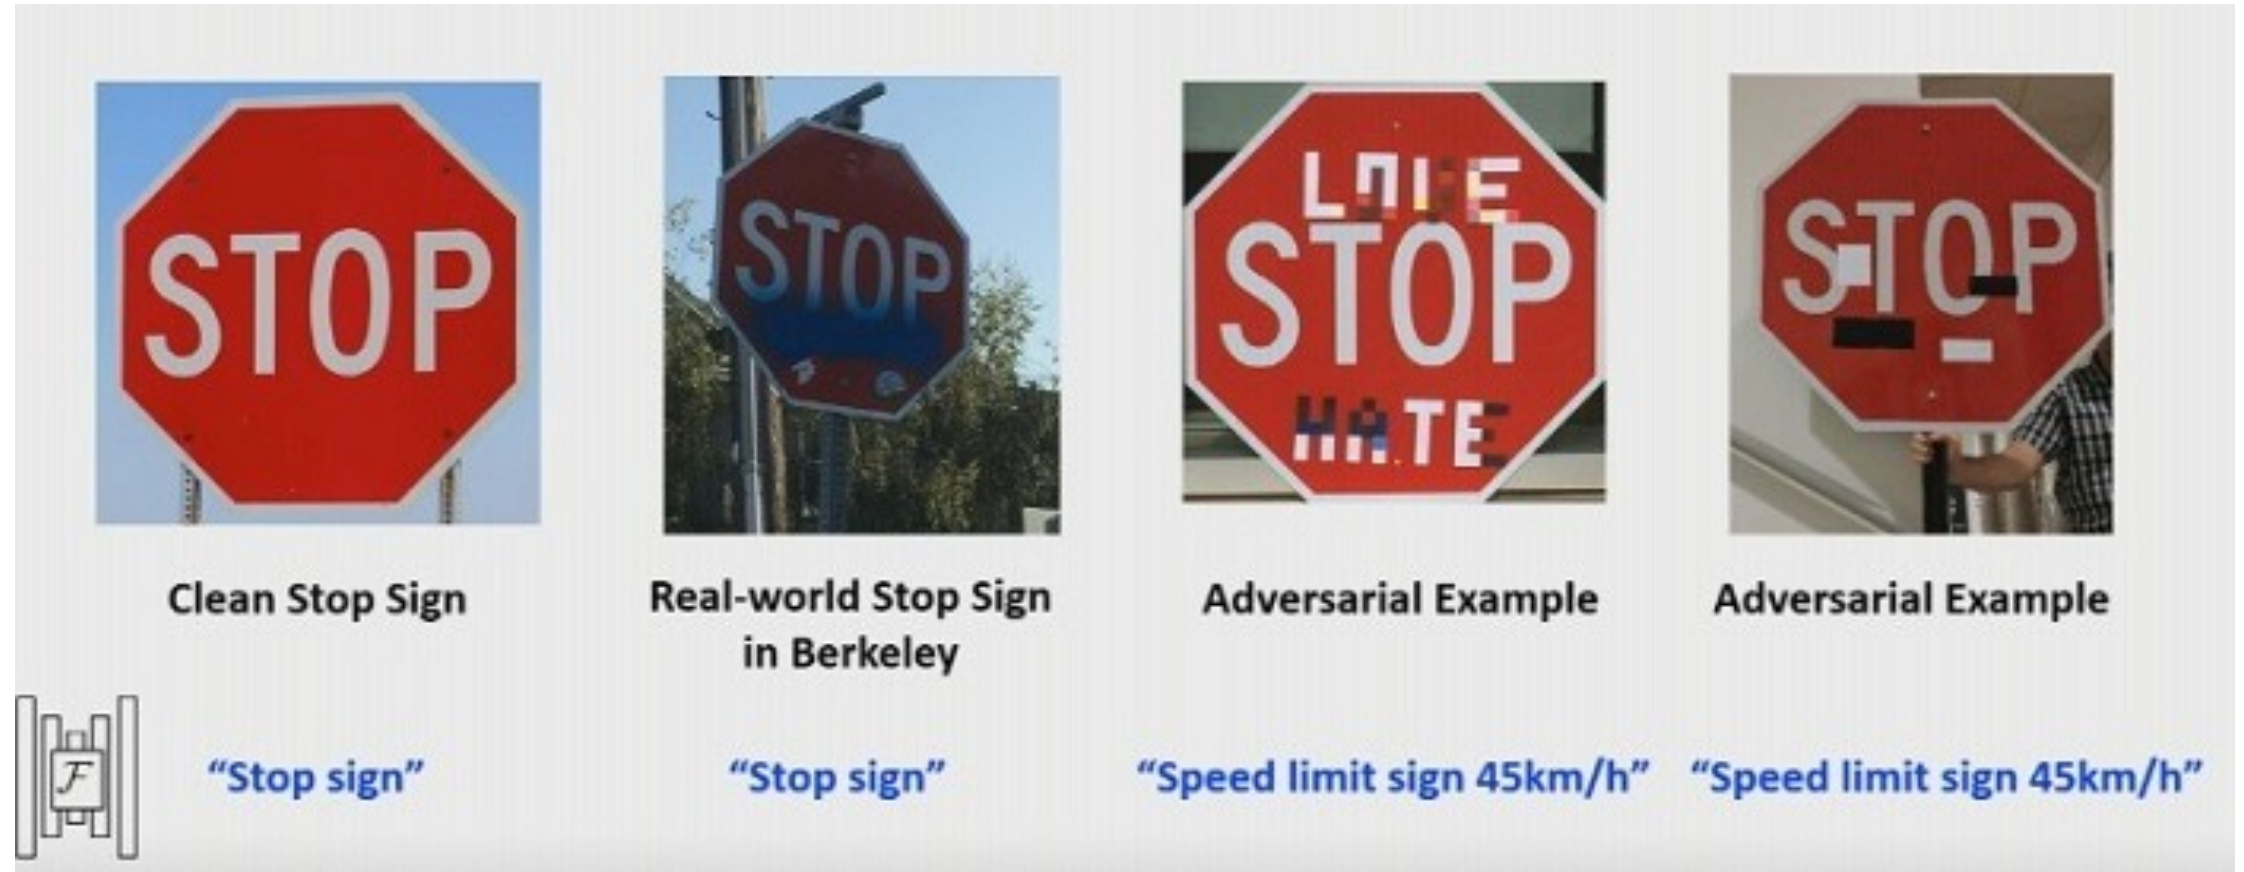 STOP
STOP
LOVE
STOP
HATE
STOP
Clean Stop Sign
Real-world Stop Sign
in Berkeley
Adversarial Example
Adversarial Example
F
“Stop sign”
“Stop sign”
“Speed limit sign 45km/h”
“Speed limit sign 45km/h”